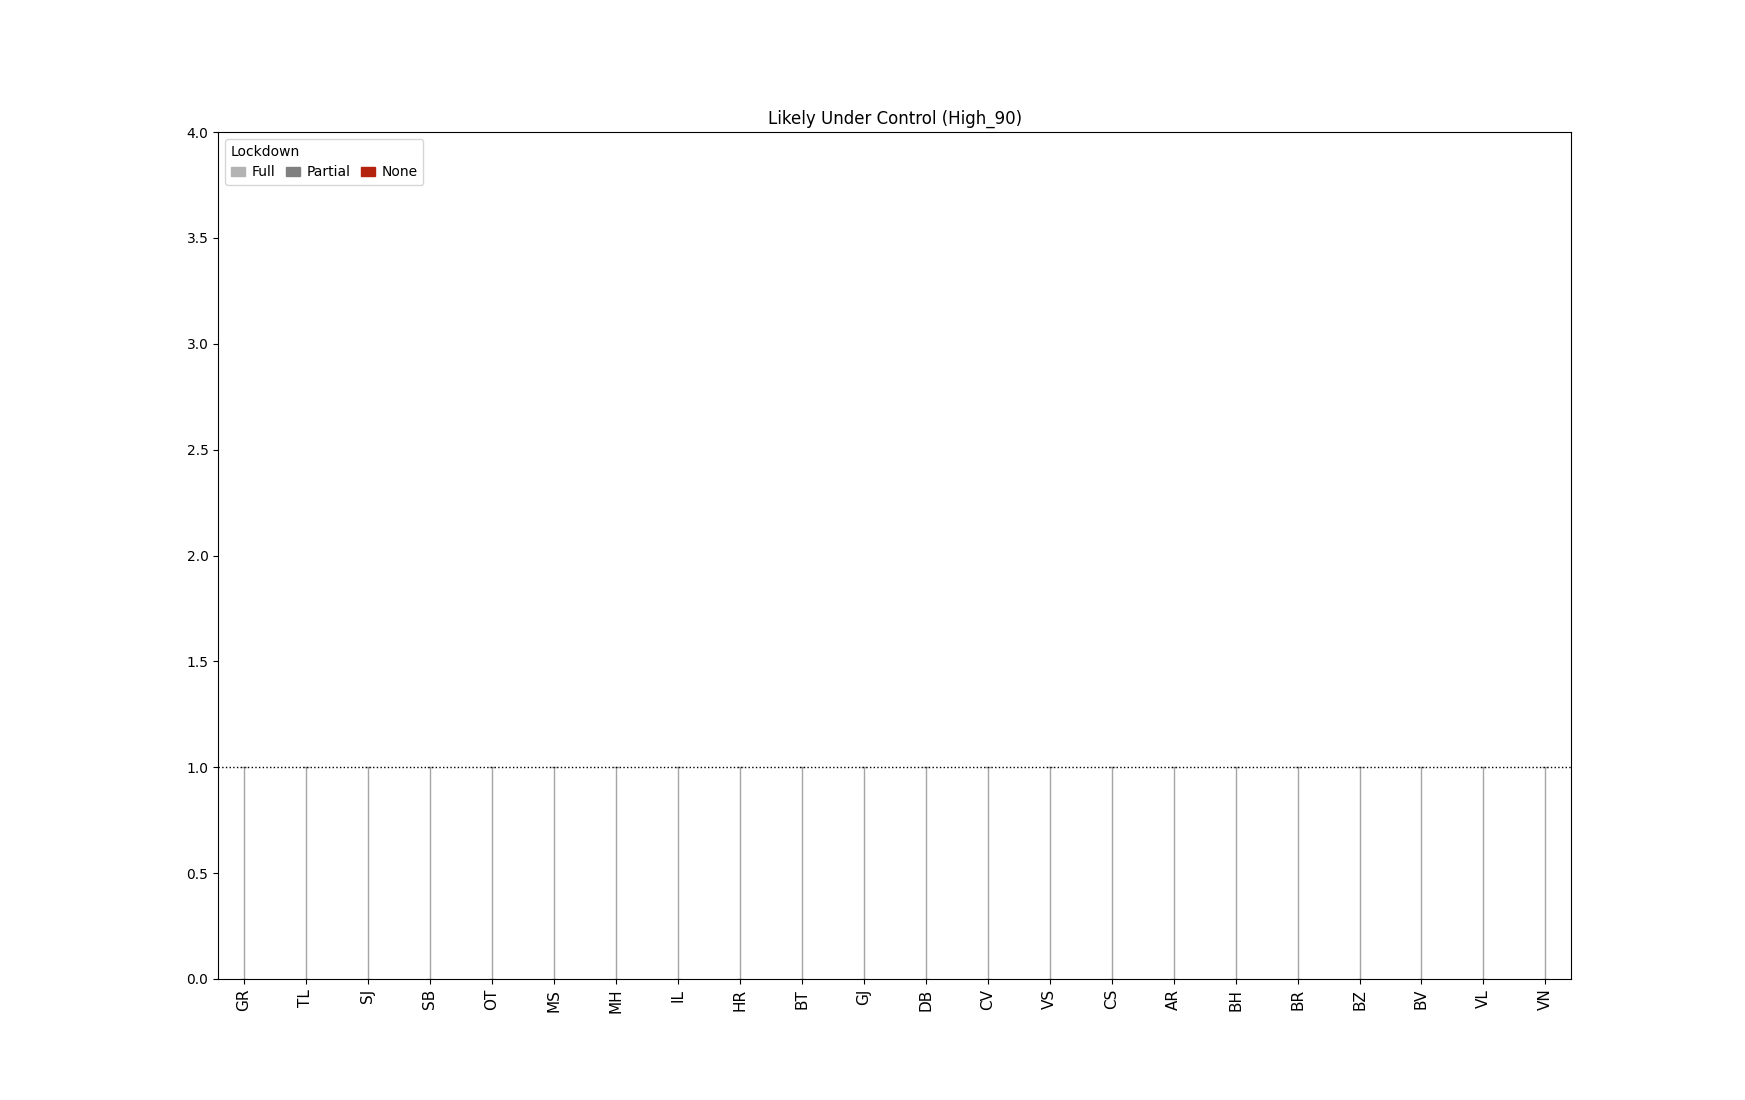 Likely Under Control (High_90)
4.0
Lockdown
Full Partial None
3.5
3.0
2.5
2.0
1.5
1.0
0.5
0.0
GR TL SJ SB OT MS MH IL HR BT GJ DB CV VS CS AR BH BR BZ BV VL VN